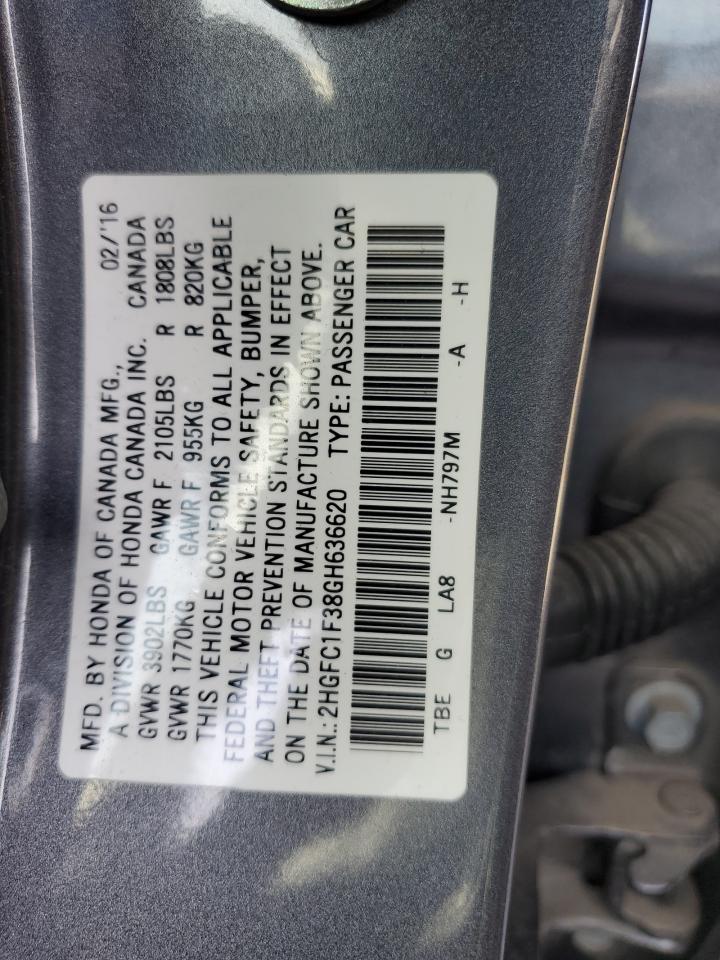 MFD. BY HONDA OF CANADA MFG., 02/'16
A DIVISION OF HONDA CANADA INC. CANADA
GVWR 3902LBS GAWR F 2105LBS R 1808LBS
GVWR 1770KG GAWR F 955KG R 820KG
THIS VEHICLE CONFORMS TO ALL APPLICABLE
FEDERAL MOTOR VEHICLE SAFETY, BUMPER,
AND THEFT PREVENTION STANDARDS IN EFFECT
ON THE DATE OF MANUFACTURE SHOWN ABOVE.
V.I.N.: 2HGFC1F38GH636620 TYPE: PASSENGER CAR
TBE G LA8 -NH797M -A -H